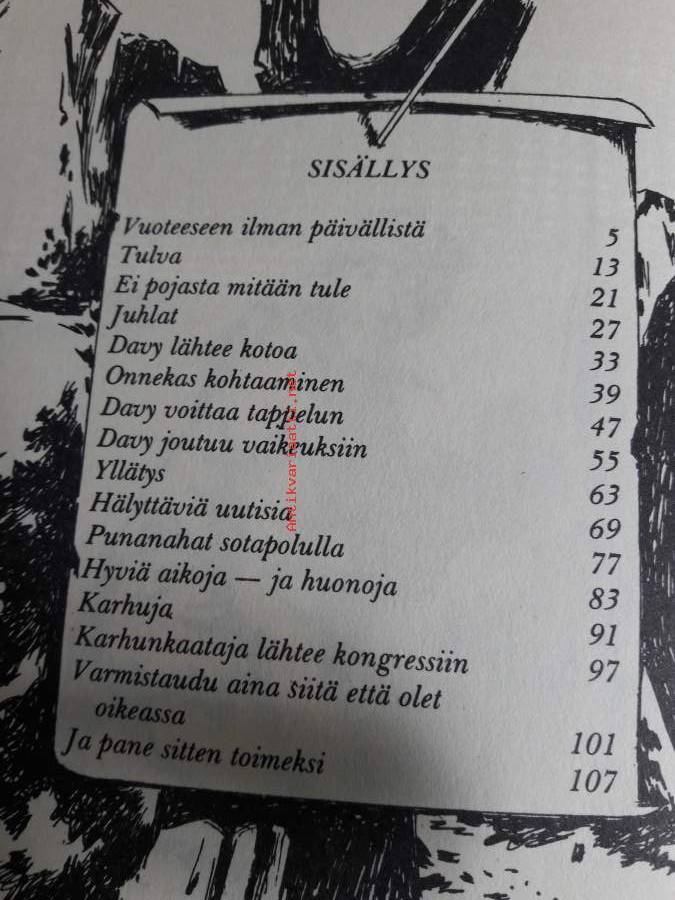 SISÄLLYS
Vuoteeseen ilman päivällistä 5
Tulva 13
Ei pojasta mitään tule 21
Juhlat 27
Davy lähtee kotoa 33
Onnekas kohtaaminen 39
Davy voittaa tappelun 47
Davy joutuu vaikeuksiin 55
Yllätys 63
Hälyttäviä uutisia 69
Punanahat sotapolulla 77
Hyviä aikoja — ja huonoja 83
Karhuja 91
Karhunkaataja lähtee kongressiin 97
Varmistaudu aina siitä että olet
oikeassa 101
Ja pane sitten toimeksi 107
Antikvariaatti.net